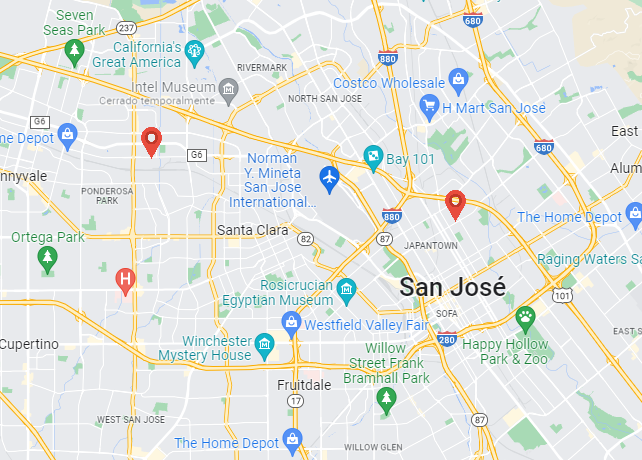 Seven
Seas Park
237
680
California's
Great America
880
RIVERMARK
Costco Wholesale
Intel Museum
Cerrado temporalmente
NORTH SAN JOSE
H Mart San José
G6
me Depot
G6
East
680
Norman
Y. Mineta
San Jose
International...
Bay 101
Alum
nnyvale
PONDEROSA
PARK
880
The Home Depot
Santa Clara
82
87
JAPANTOWN
Ortega Park
Raging Waters Sa
H
Rosicrucian
Egyptian Museum
San José
101
SOFA
Westfield Valley Fair
EAST S
Cupertino
Winchester
Mystery House
280
Happy Hollow
Park & Zoo
Willow
Street Frank
Bramhall Park
Fruitdale
17
WEST SAN JOSE
87
The Home Depot
WILLOW GLEN